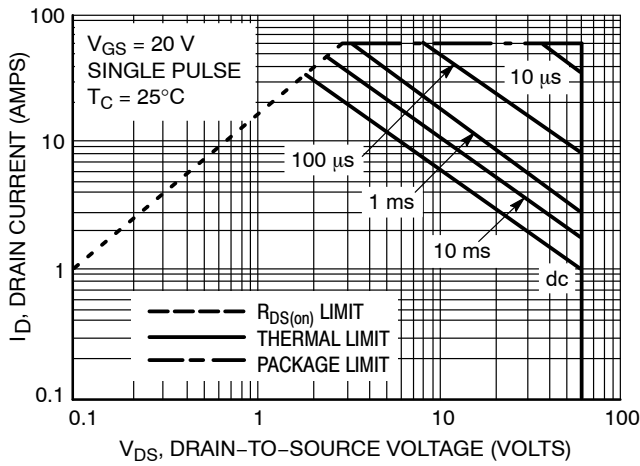 100
V_GS = 20 V
SINGLE PULSE
T_C = 25°C
10 μs
10
100 μs
1 ms
10 ms
1
dc
R_DS(on) LIMIT
THERMAL LIMIT
PACKAGE LIMIT
0.1
0.1
1
10
100
V_DS, DRAIN−TO−SOURCE VOLTAGE (VOLTS)
I_D, DRAIN CURRENT (AMPS)